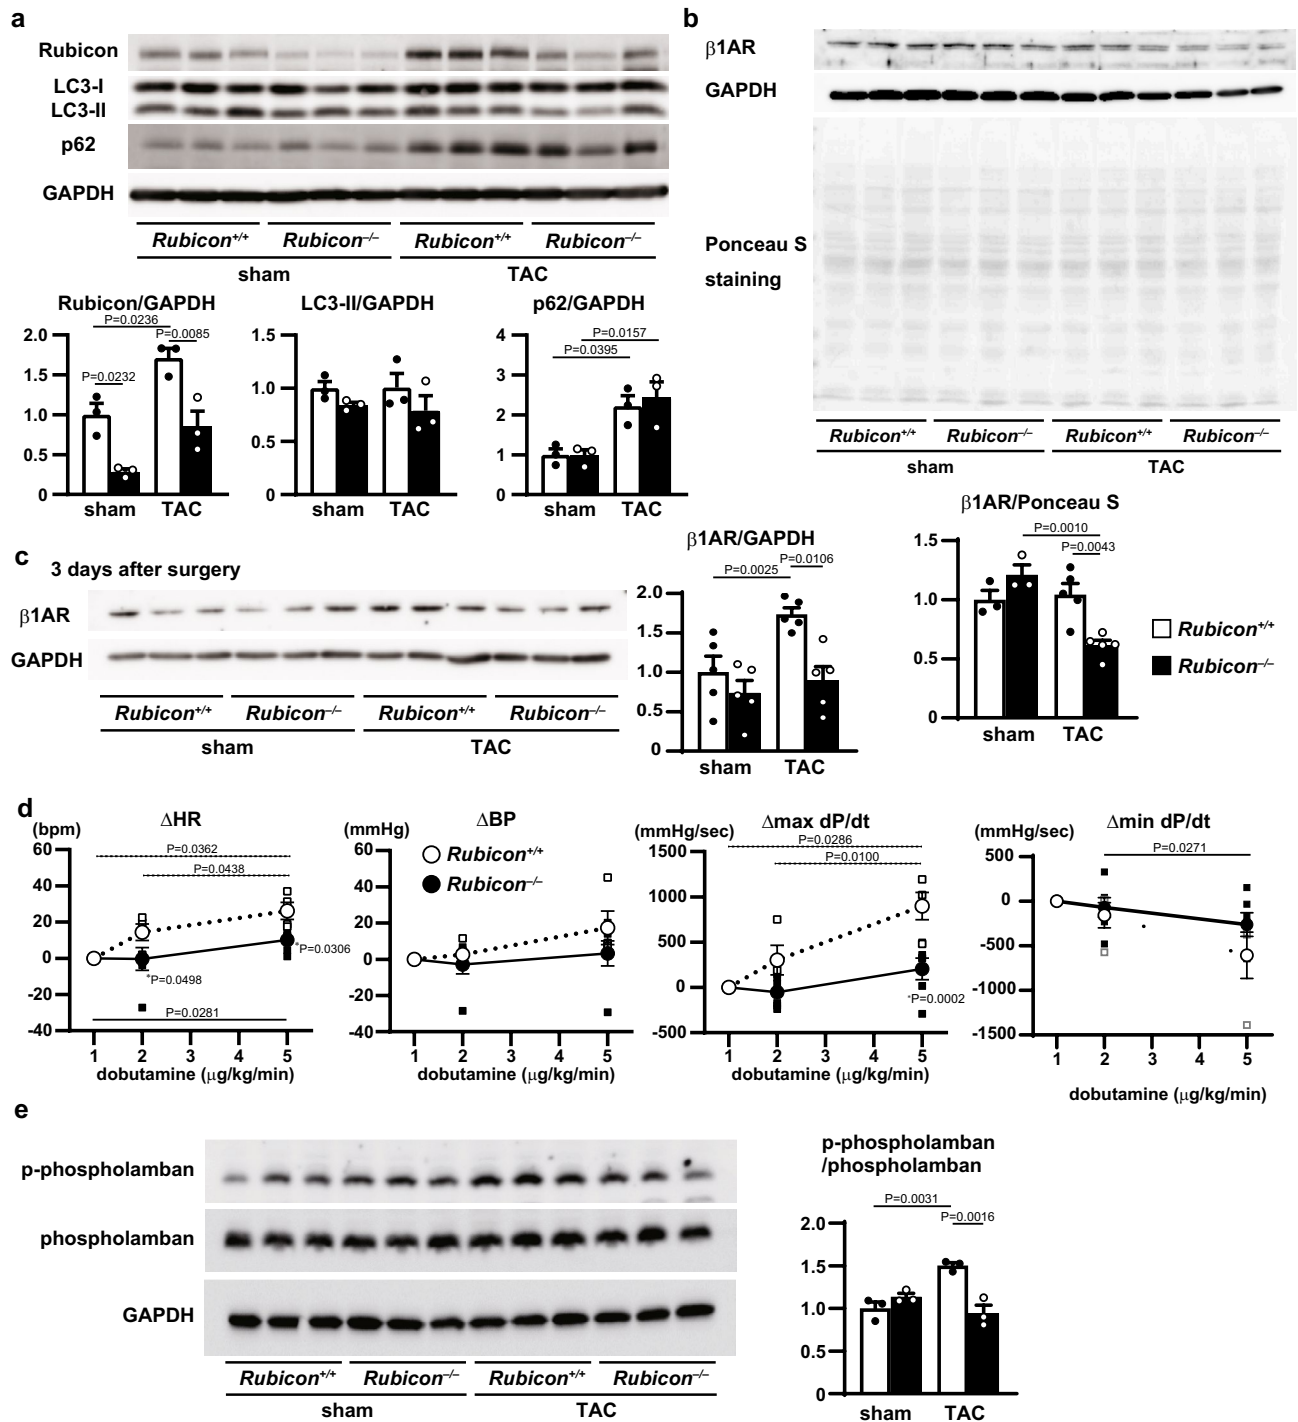 a
Rubicon
LC3-I
LC3-II
p62
GAPDH
Rubicon+/+ Rubicon–/– Rubicon+/+ Rubicon–/–
sham TAC
Rubicon/GAPDH
P=0.0236
P=0.0085
P=0.0232
2.0
1.5
1.0
0.5
0
sham TAC
LC3-II/GAPDH
1.5
1.0
0.5
0
sham TAC
p62/GAPDH
P=0.0157
P=0.0395
4
3
2
1
0
sham TAC
b
β1AR
GAPDH
Ponceau S
staining
Rubicon+/+ Rubicon–/– Rubicon+/+ Rubicon–/–
sham TAC
β1AR/Ponceau S
P=0.0010
P=0.0043
1.5
1.0
0.5
0
sham TAC
Rubicon+/+
Rubicon–/–
c
3 days after surgery
β1AR
GAPDH
Rubicon+/+ Rubicon–/– Rubicon+/+ Rubicon–/–
sham TAC
β1AR/GAPDH
P=0.0106
P=0.0025
2.0
1.5
1.0
0.5
0
sham TAC
d
ΔHR
(bpm)
P=0.0362
P=0.0438
*P=0.0306
*P=0.0498
P=0.0281
60
40
20
0
-20
-40
1 2 3 4 5
dobutamine (μg/kg/min)
ΔBP
(mmHg)
Rubicon+/+
Rubicon–/–
60
40
20
0
-20
-40
1 2 3 4 5
dobutamine (μg/kg/min)
Δmax dP/dt
(mmHg/sec)
P=0.0286
P=0.0100
*P=0.0002
1500
1000
500
0
-500
1 2 3 4 5
dobutamine (μg/kg/min)
Δmin dP/dt
(mmHg/sec)
P=0.0271
500
0
-500
-1000
-1500
1 2 3 4 5
dobutamine (μg/kg/min)
e
p-phospholamban
phospholamban
GAPDH
Rubicon+/+ Rubicon–/– Rubicon+/+ Rubicon–/–
sham TAC
p-phospholamban
/phospholamban
P=0.0031
P=0.0016
2.0
1.5
1.0
0.5
0
sham TAC